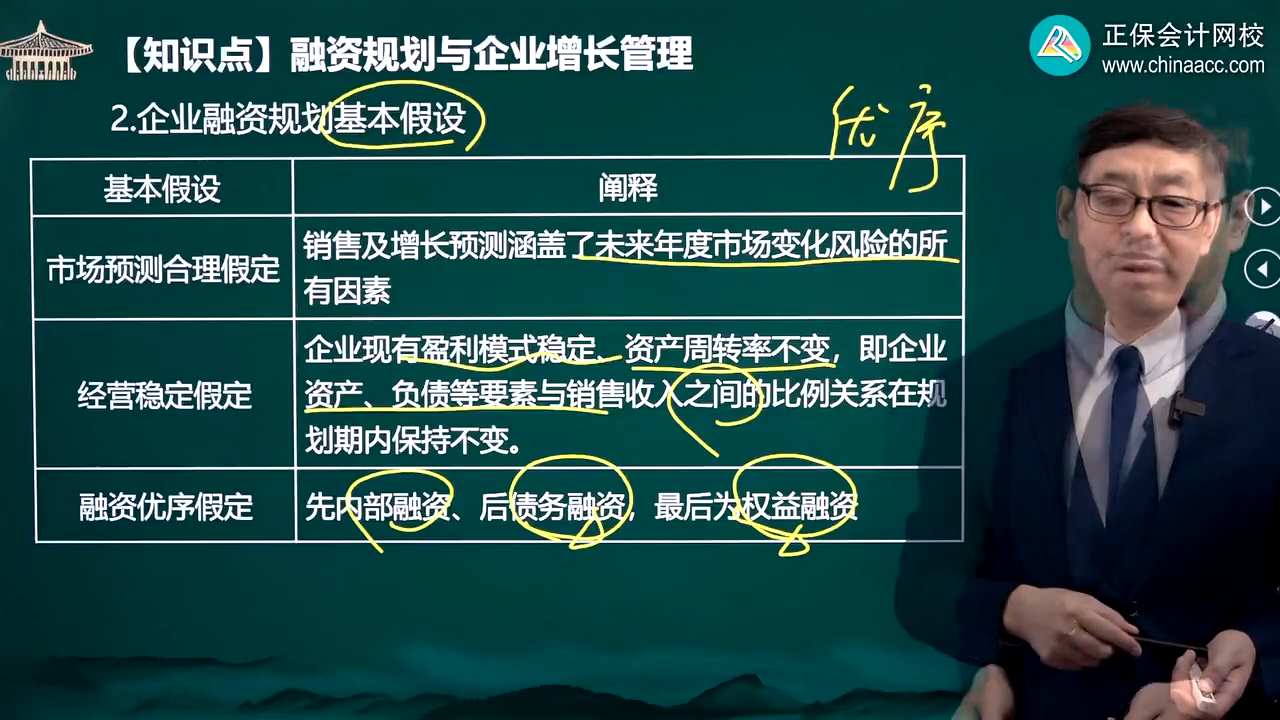 【知识点】融资规划与企业增长管理
正保会计网校
www.chinaacc.com
2.企业融资规划基本假设
优序
基本假设 阐释
市场预测合理假定 销售及增长预测涵盖了未来年度市场变化风险的所
有因素
经营稳定假定 企业现有盈利模式稳定、资产周转率不变，即企业
资产、负债等要素与销售收入之间的比例关系在规
划期内保持不变。
融资优序假定 先内部融资、后债务融资，最后为权益融资